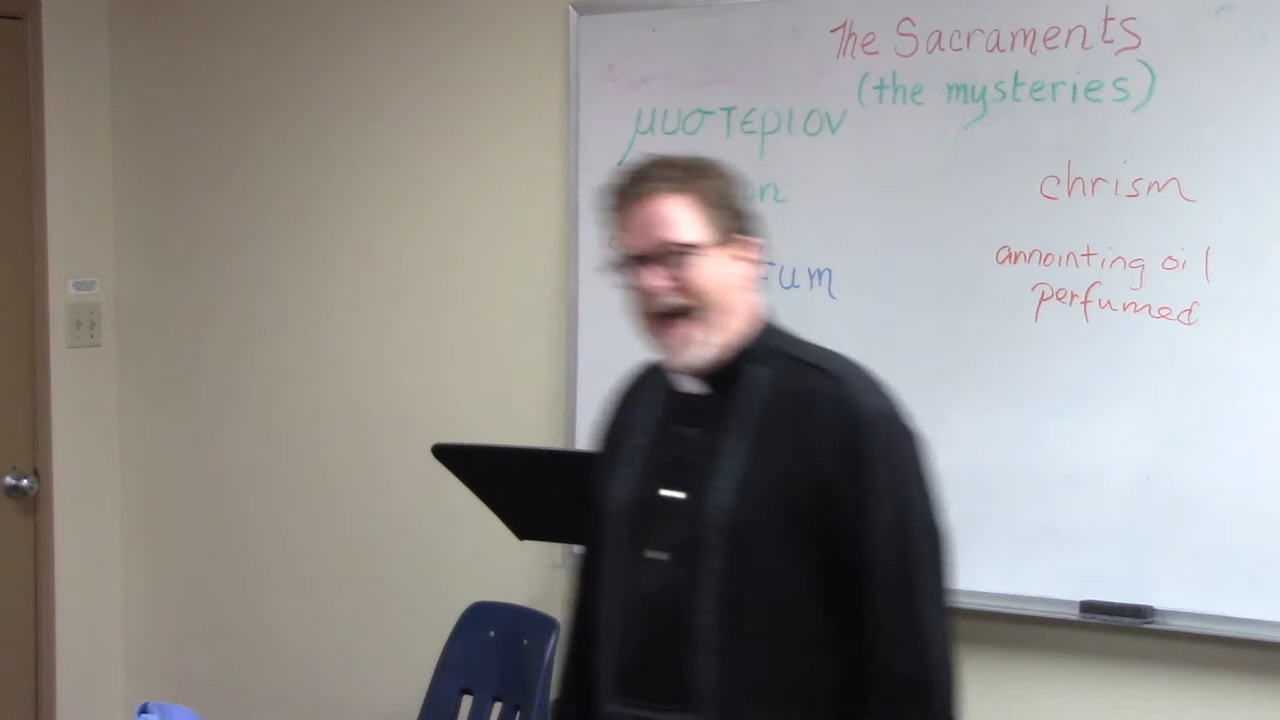 The Sacraments
(the mysteries)
μυστεριον
chrism
annointing oil
perfumed